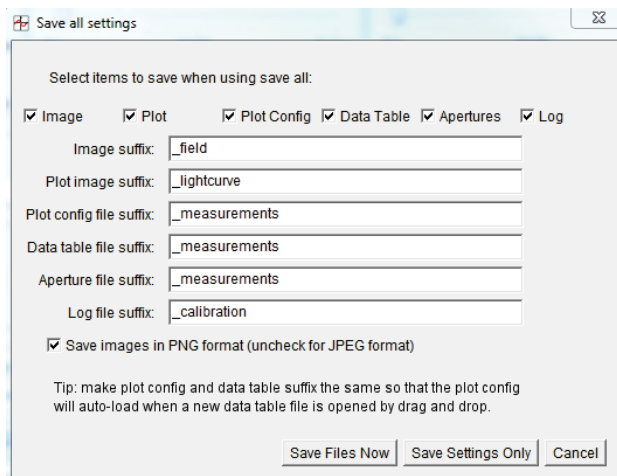 Save all settings
Select items to save when using save all:
Image Plot Plot Config Data Table Apertures Log
Image suffix: _field
Plot image suffix: _lightcurve
Plot config file suffix: _measurements
Data table file suffix: _measurements
Aperture file suffix: _measurements
Log file suffix: _calibration
Save images in PNG format (uncheck for JPEG format)
Tip: make plot config and data table suffix the same so that the plot config
will auto-load when a new data table file is opened by drag and drop.
Save Files Now Save Settings Only Cancel